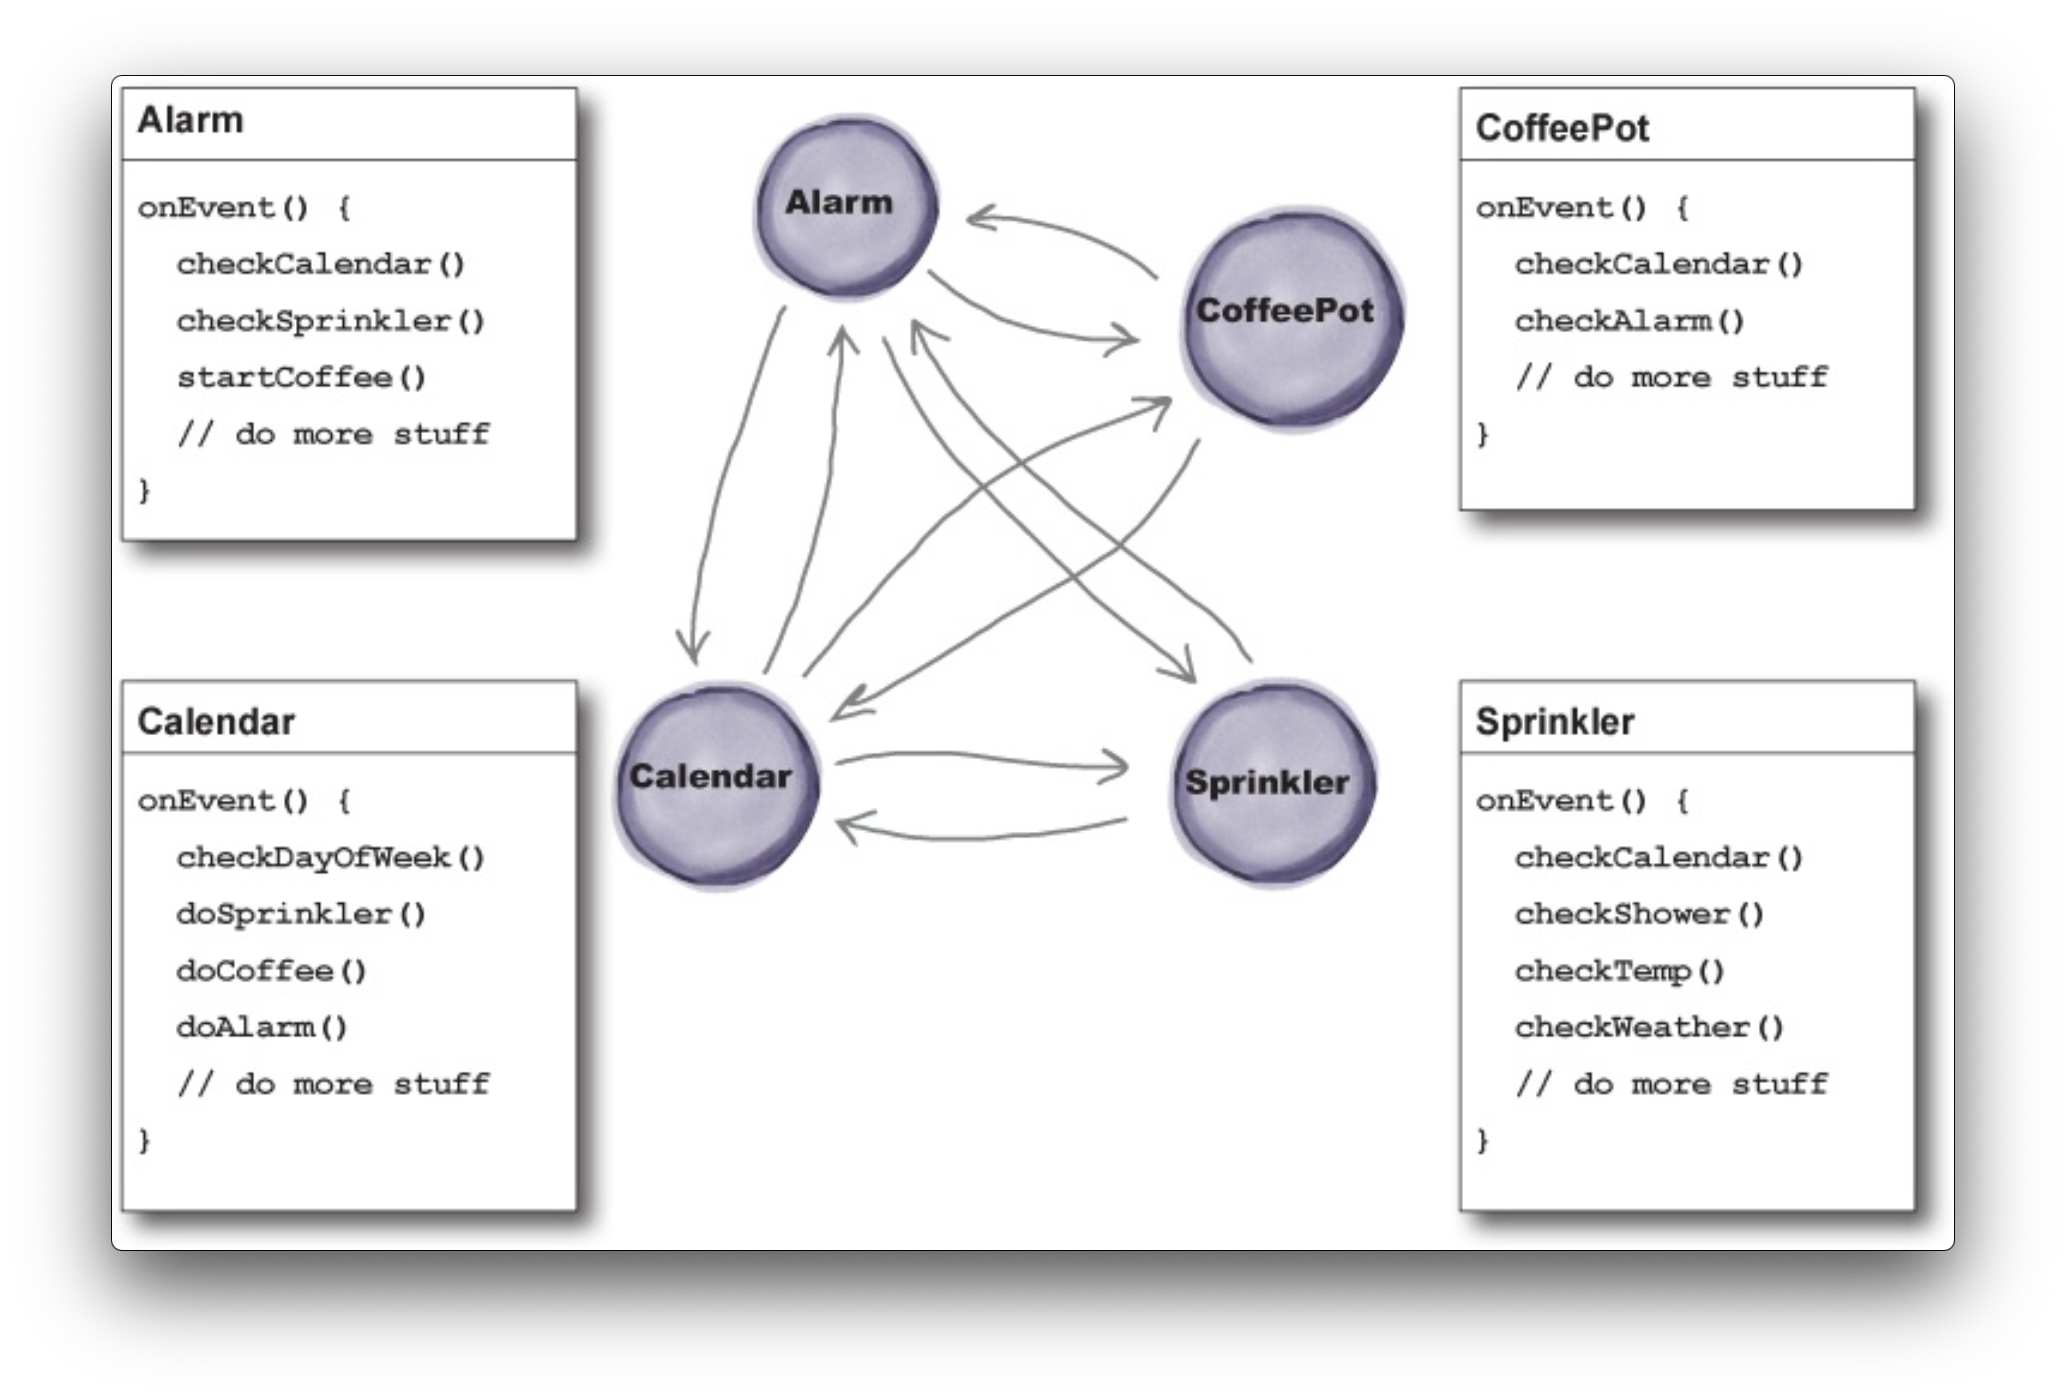 Alarm
onEvent() {
checkCalendar()
checkSprinkler()
startCoffee()
// do more stuff
}
Alarm
CoffeePot
CoffeePot
onEvent() {
checkCalendar()
checkAlarm()
// do more stuff
}
Calendar
onEvent() {
checkDayOfWeek()
doSprinkler()
doCoffee()
doAlarm()
// do more stuff
}
Calendar
Sprinkler
Sprinkler
onEvent() {
checkCalendar()
checkShower()
checkTemp()
checkWeather()
// do more stuff
}